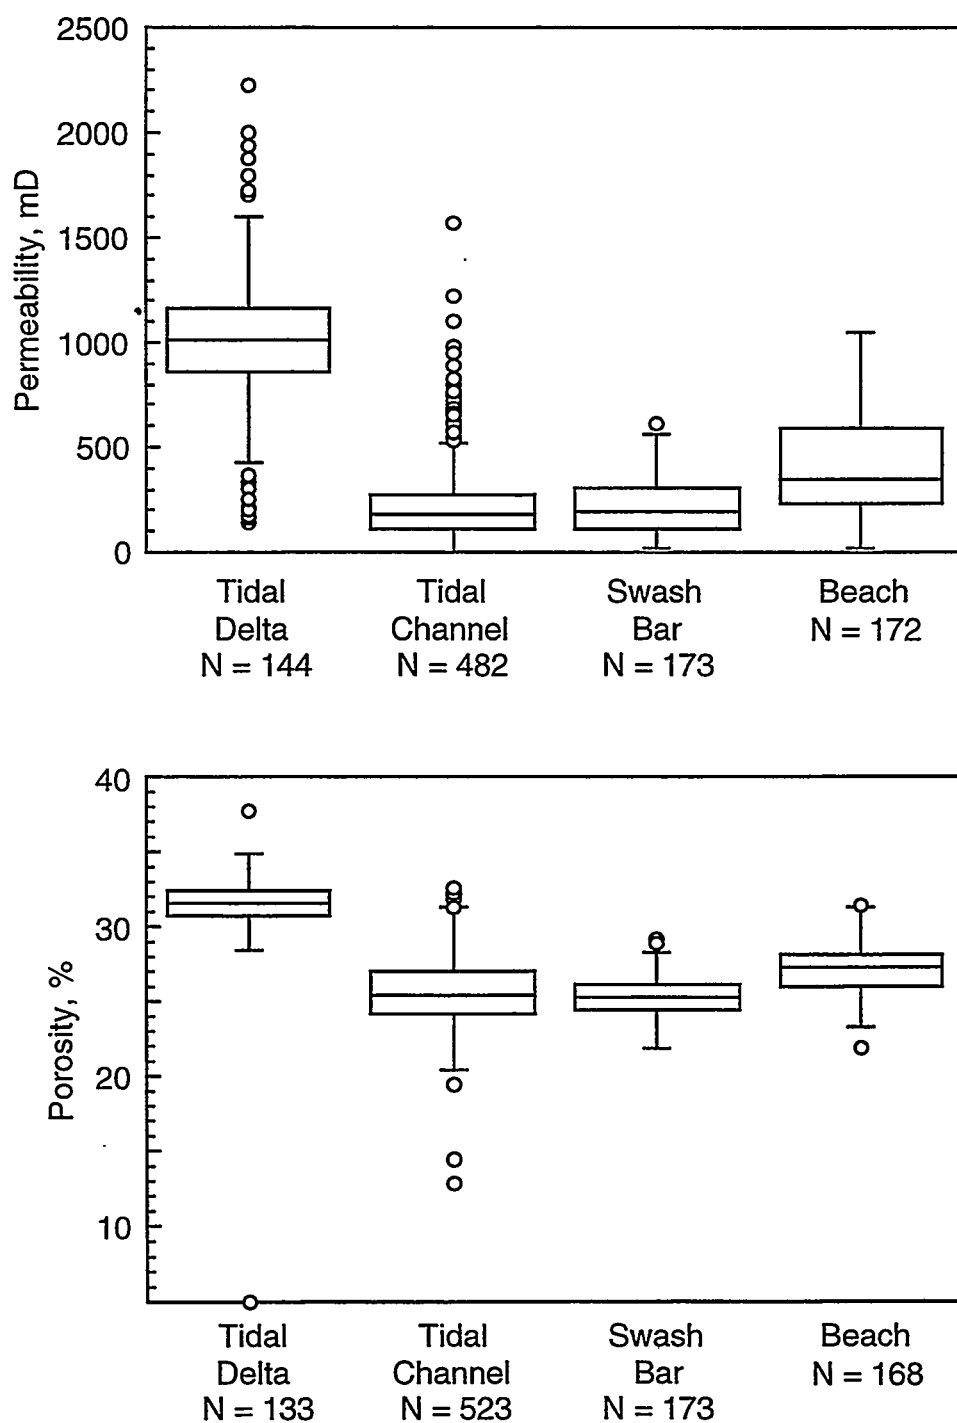 Permeability, mD
2500
2000
1500
1000
500
0
Tidal Delta N = 144
Tidal Channel N = 482
Swash Bar N = 173
Beach N = 172
Porosity, %
40
30
20
10
Tidal Delta N = 133
Tidal Channel N = 523
Swash Bar N = 173
Beach N = 168